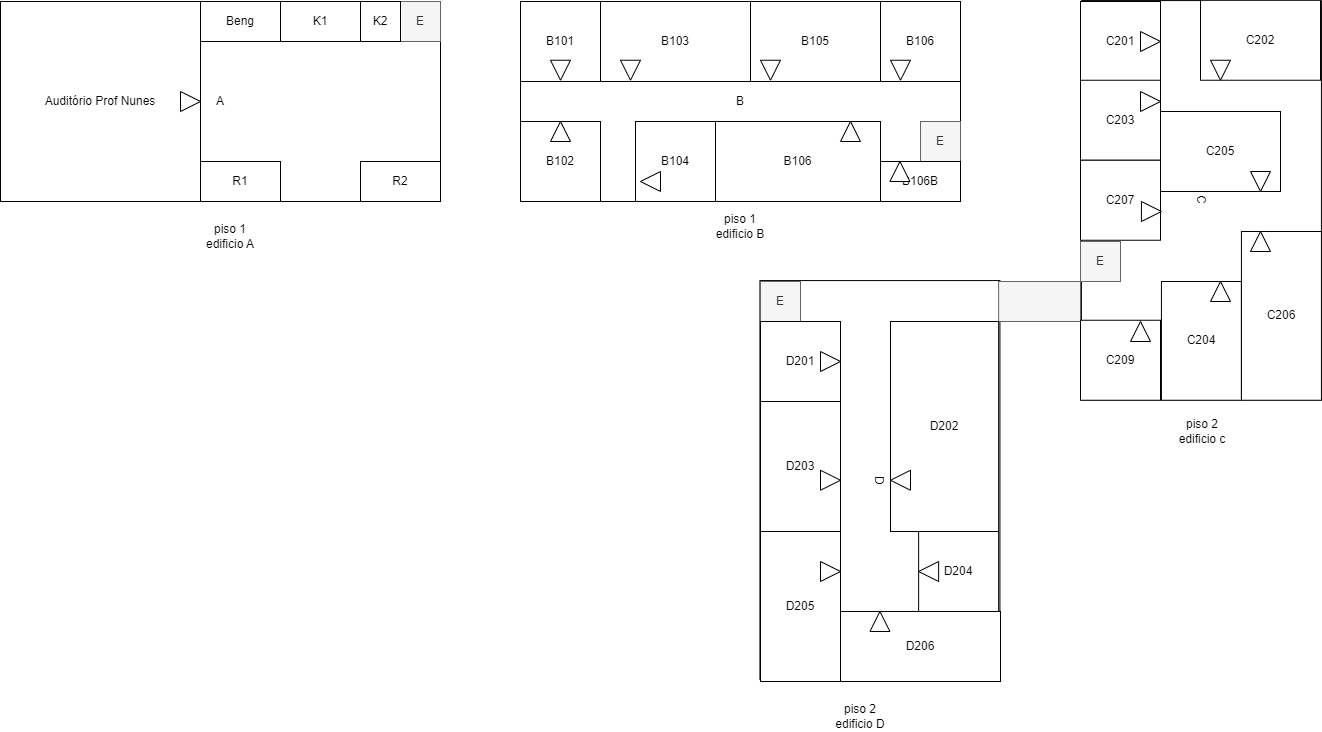 Beng
K1
K2
E
Auditório Prof Nunes
A
R1
R2
piso 1
edificio A
B101
B103
B105
B106
B
B102
B104
B106
E
B106B
piso 1
edificio B
C201
C202
C203
C205
C207
C
E
C209
C204
C206
piso 2
edificio c
E
D201
D202
D203
D
D204
D205
D206
piso 2
edificio D